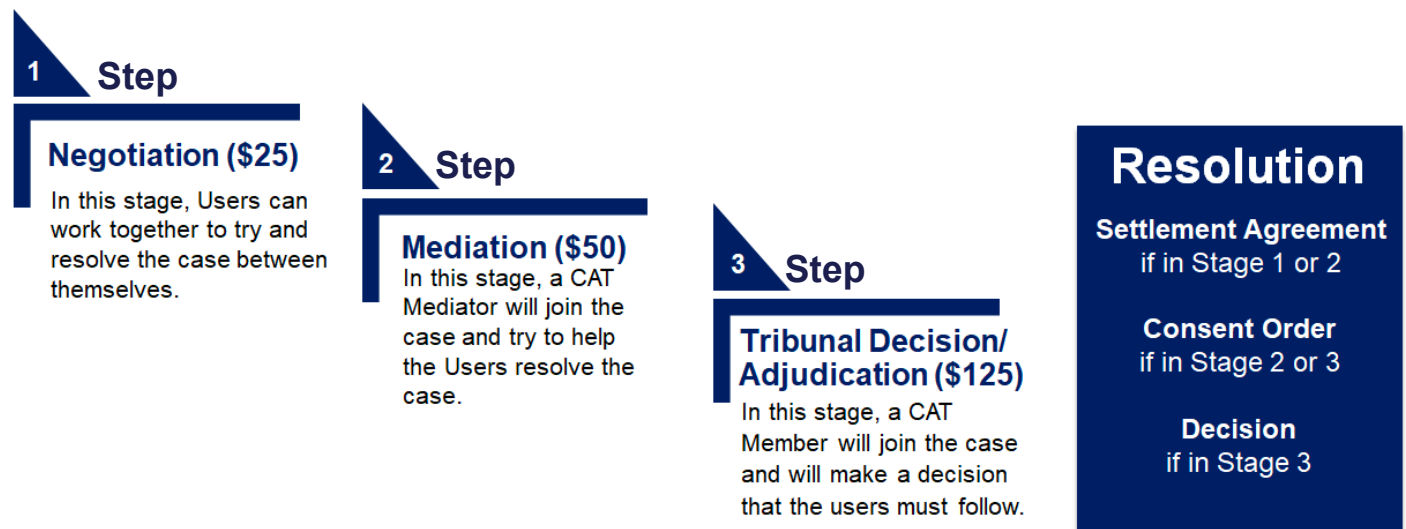 1
Step
Negotiation ($25)
In this stage, Users can
work together to try and
resolve the case between
themselves.
2
Step
Mediation ($50)
In this stage, a CAT
Mediator will join the
case and try to help
the Users resolve the
case.
3
Step
Tribunal Decision/
Adjudication ($125)
In this stage, a CAT
Member will join the case
and will make a decision
that the users must follow.
Resolution
Settlement Agreement
if in Stage 1 or 2
Consent Order
if in Stage 2 or 3
Decision
if in Stage 3